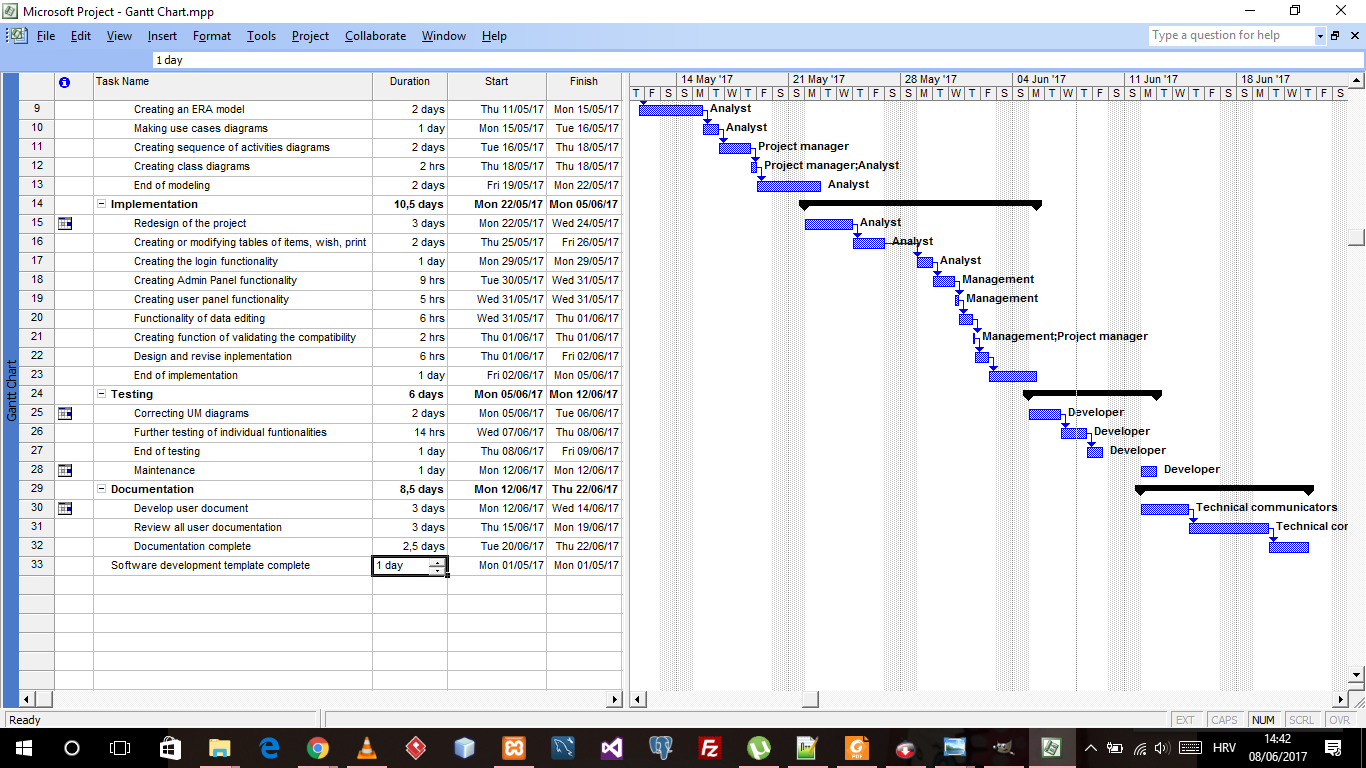 Microsoft Project - Gantt Chart.mpp
File Edit View Insert Format Tools Project Collaborate Window Help Type a question for help
1 day
Task Name Duration Start Finish 14 May '17 21 May '17 28 May '17 04 Jun '17 11 Jun '17 18 Jun '17
T F S S M T W T F S S M T W T F S S M T W T F S S M T W T F S S M T W T F S S M T W T F S
9 Creating an ERA model 2 days Thu 11/05/17 Mon 15/05/17 Analyst
10 Making use cases diagrams 1 day Mon 15/05/17 Tue 16/05/17 Analyst
11 Creating sequence of activities diagrams 2 days Tue 16/05/17 Thu 18/05/17 Project manager
12 Creating class diagrams 2 hrs Thu 18/05/17 Thu 18/05/17 Project manager;Analyst
13 End of modeling 2 days Fri 19/05/17 Mon 22/05/17 Analyst
14 Implementation 10,5 days Mon 22/05/17 Mon 05/06/17
15 Redesign of the project 3 days Mon 22/05/17 Wed 24/05/17 Analyst
16 Creating or modifying tables of items, wish, print 2 days Thu 25/05/17 Fri 26/05/17 Analyst
17 Creating the login functionality 1 day Mon 29/05/17 Mon 29/05/17 Analyst
18 Creating Admin Panel functionality 9 hrs Tue 30/05/17 Wed 31/05/17 Management
19 Creating user panel functionality 5 hrs Wed 31/05/17 Wed 31/05/17 Management
20 Functionality of data editing 6 hrs Wed 31/05/17 Thu 01/06/17
21 Creating function of validating the compatibility 2 hrs Thu 01/06/17 Thu 01/06/17 Management;Project manager
22 Design and revise inplementation 6 hrs Thu 01/06/17 Fri 02/06/17
23 End of implementation 1 day Fri 02/06/17 Mon 05/06/17
24 Testing 6 days Mon 05/06/17 Mon 12/06/17
25 Correcting UM diagrams 2 days Mon 05/06/17 Tue 06/06/17 Developer
26 Further testing of individual funtionalities 14 hrs Wed 07/06/17 Thu 08/06/17 Developer
27 End of testing 1 day Thu 08/06/17 Fri 09/06/17 Developer
28 Maintenance 1 day Mon 12/06/17 Mon 12/06/17 Developer
29 Documentation 8,5 days Mon 12/06/17 Thu 22/06/17
30 Develop user document 3 days Mon 12/06/17 Wed 14/06/17 Technical communicators
31 Review all user documentation 3 days Thu 15/06/17 Mon 19/06/17 Technical cor
32 Documentation complete 2,5 days Tue 20/06/17 Thu 22/06/17
33 Software development template complete 1 day Mon 01/05/17 Mon 01/05/17
Gantt Chart
Ready EXT CAPS NUM SCRL OVR
HRV 14:42
08/06/2017